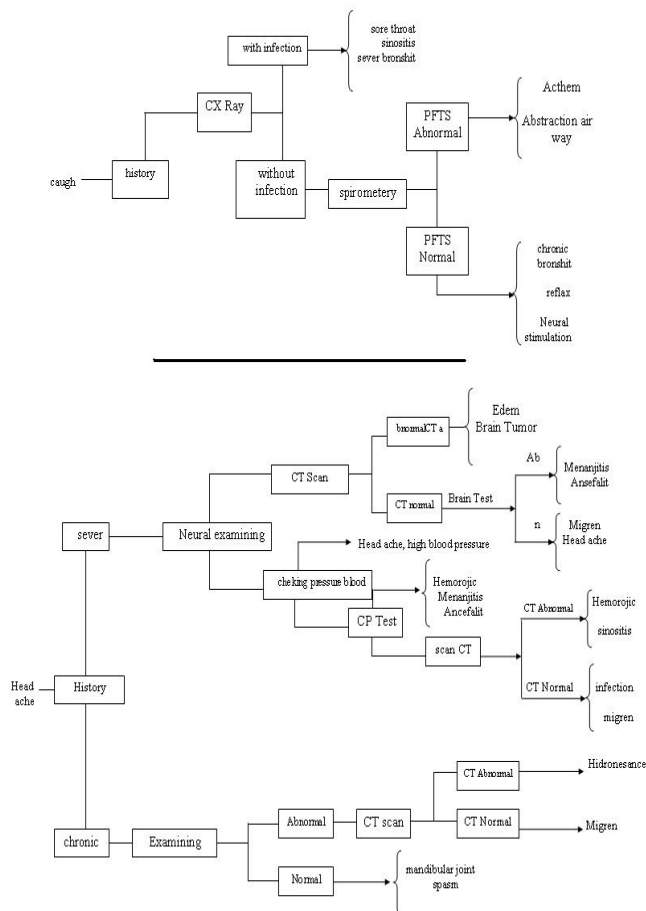 with infection
sore throat
sinositis
sever bronshit
CX Ray
PFTS
Abnormal
Acthem
Abstraction air
way
caugh
history
without
infection
spirometery
PFTS
Normal
chronic
bronshit
reflax
Neural
stimulation
bnormalCT a
Edem
Brain Tumor
CT Scan
Ab
Menanjitis
Ansefalit
CT normal
Brain Test
n
Migren
Head ache
sever
Neural examining
Head ache, high blood pressure
cheking pressure blood
Hemorojic
Menanjitis
Ancefalit
CP Test
scan CT
CT Abnormal
Hemorojic
sinositis
CT Normal
infection
migren
Head
ache
History
Hidronesance
CT Abnormal
chronic
Examining
Abnormal
CT scan
CT Normal
Migren
Normal
mandibular joint
spasm